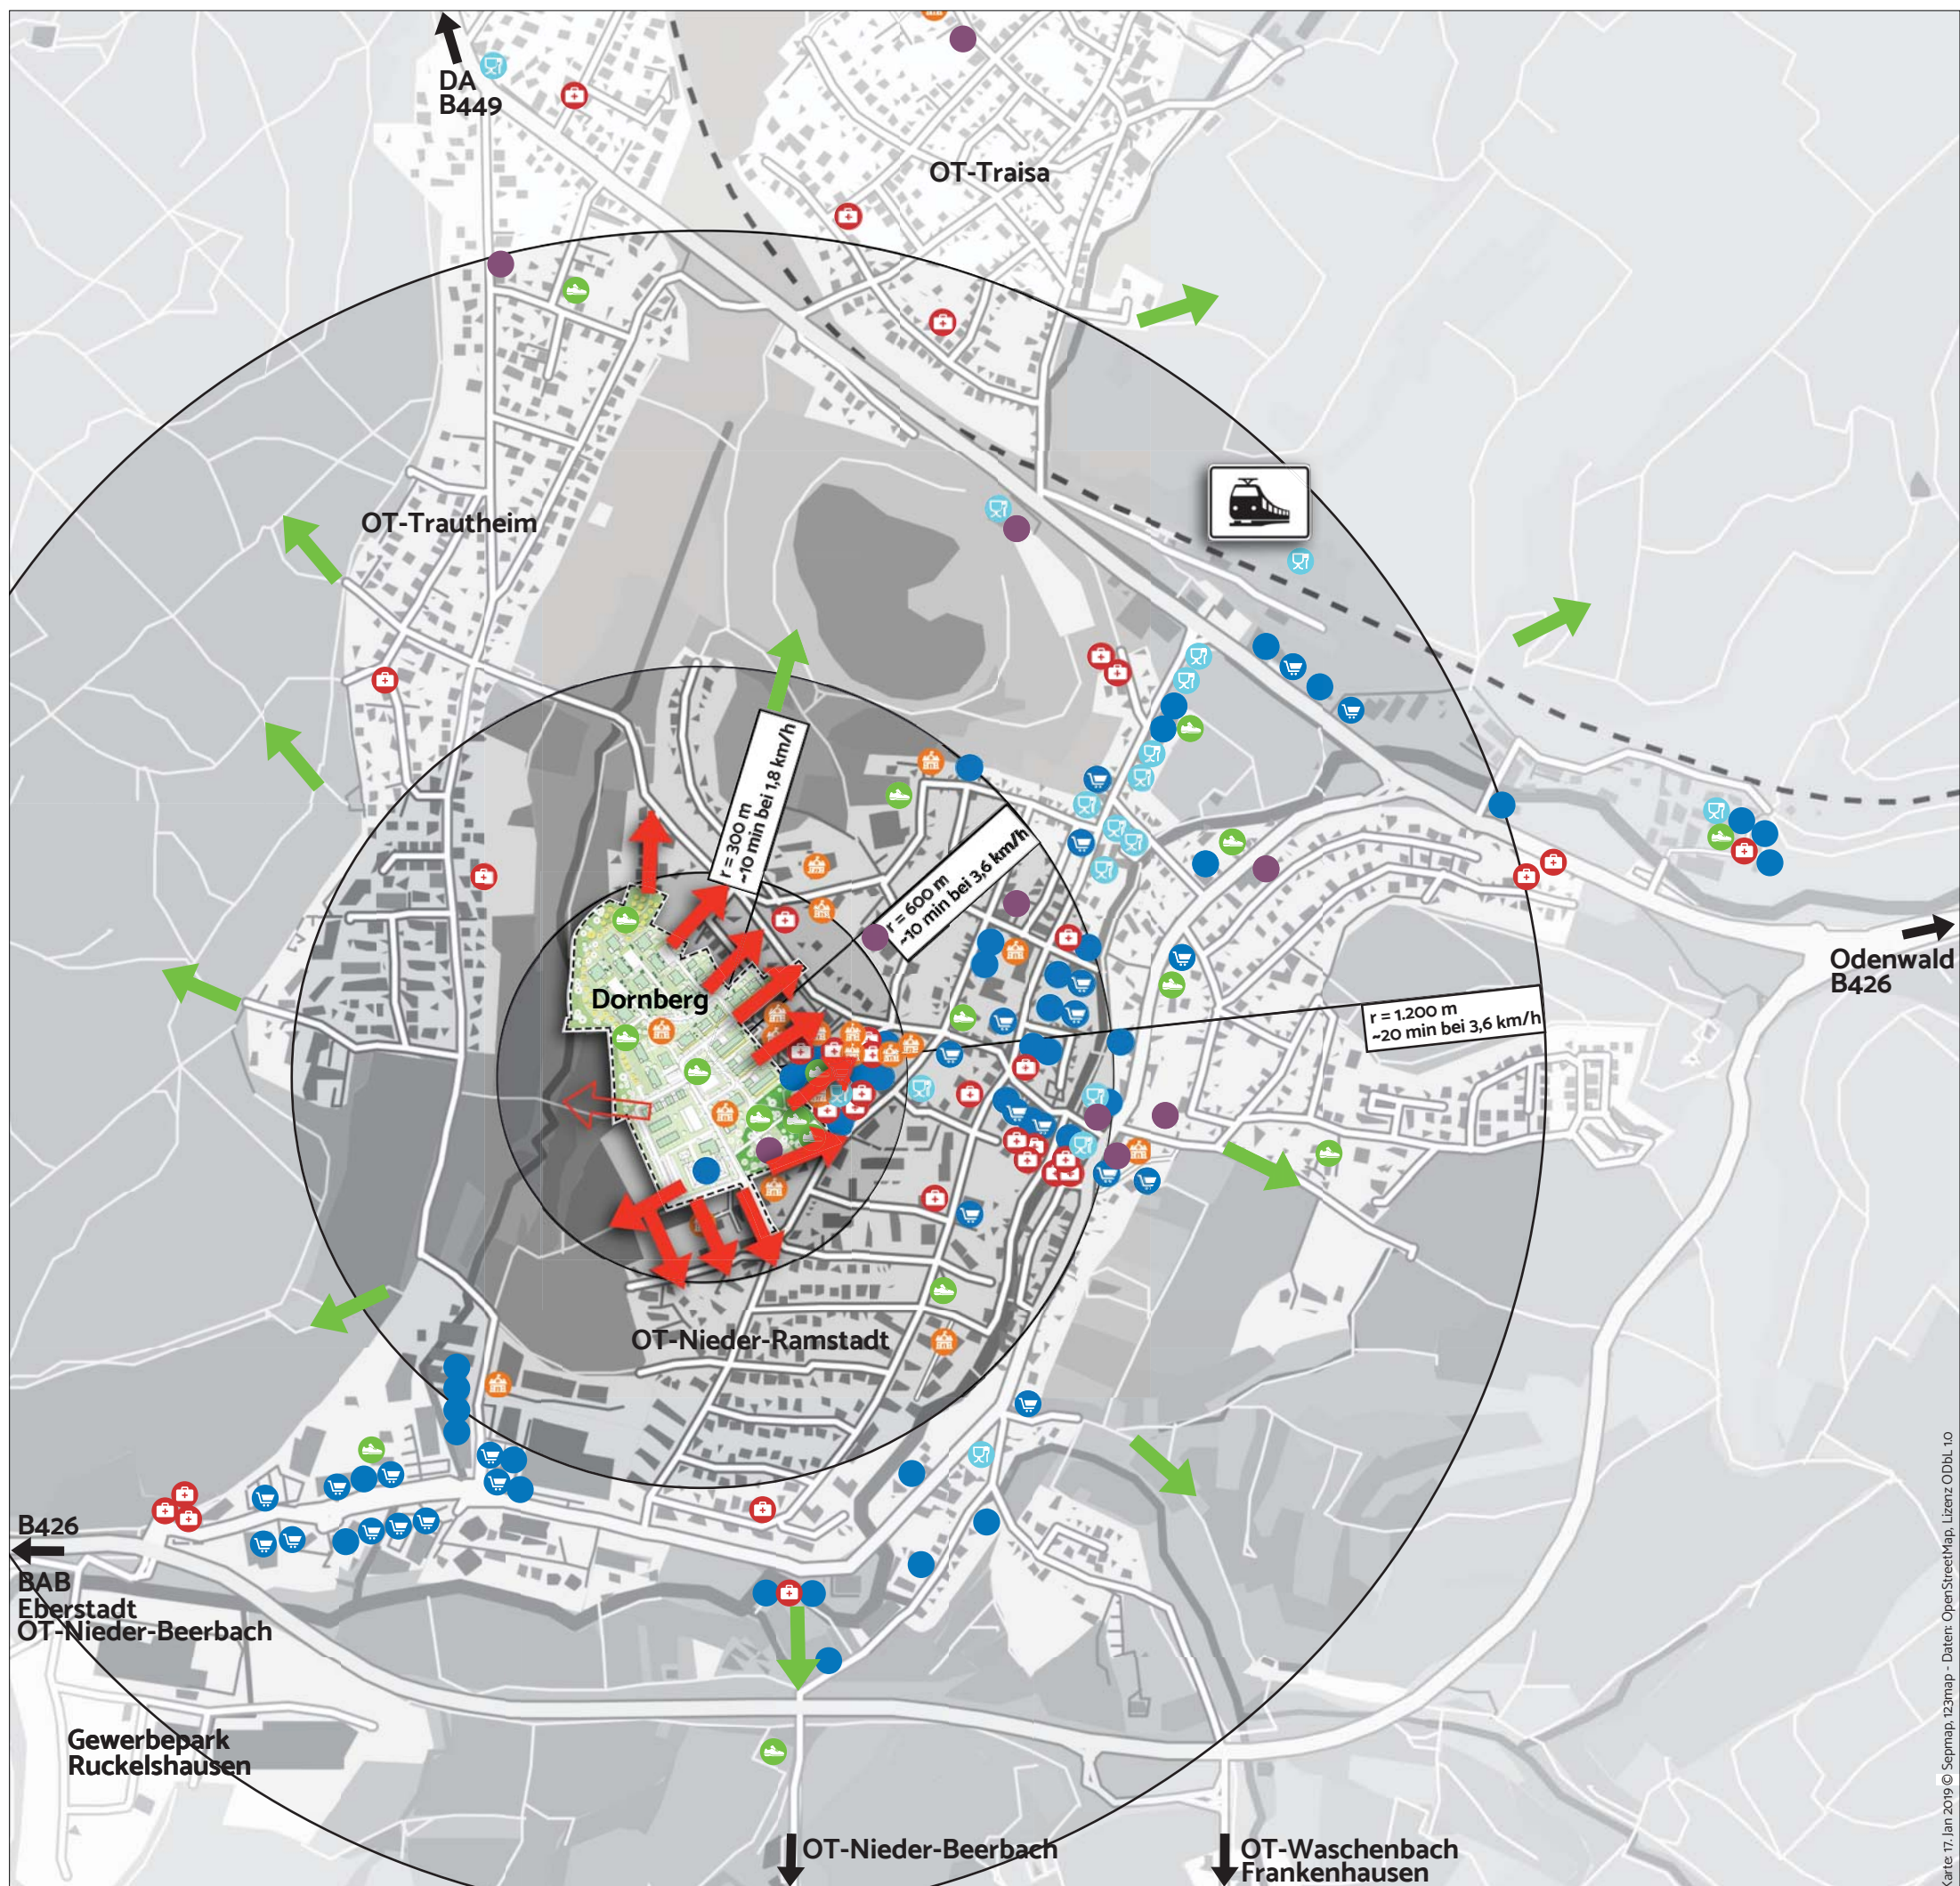 DA
B449
OT-Traisa
OT-Trautheim
r = 300 m
~10 min bei 1,8 km/h
r = 600 m
~10 min bei 3,6 km/h
Dornberg
Odenwald
B426
r = 1.200 m
~20 min bei 3,6 km/h
OT-Nieder-Ramstadt
B426
BAB
Eberstadt
OT-Nieder-Beerbach
Gewerbepark
Ruckelshausen
OT-Nieder-Beerbach
OT-Waschenbach
Frankenhausen
Karte: 17. Jan 2019 © Sepmap, 123map - Daten: OpenStreetMap, Lizenz ODbL 1.0